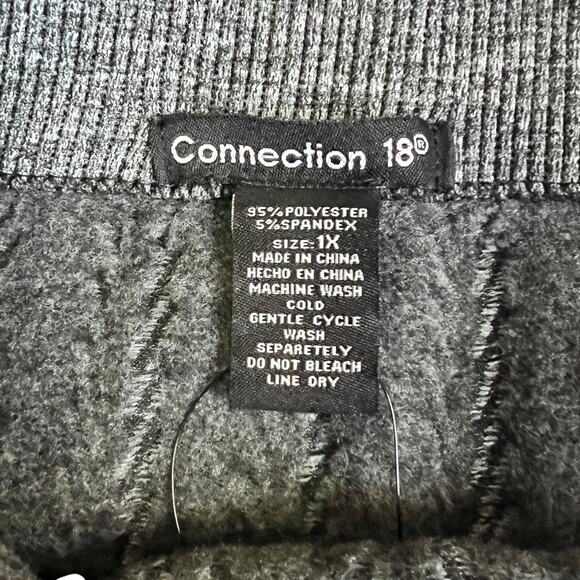 Connection 18®
95% POLYESTER
5% SPANDEX
SIZE: 1X
MADE IN CHINA
HECHO EN CHINA
MACHINE WASH
COLD
GENTLE CYCLE
WASH
SEPARETELY
DO NOT BLEACH
LINE DRY